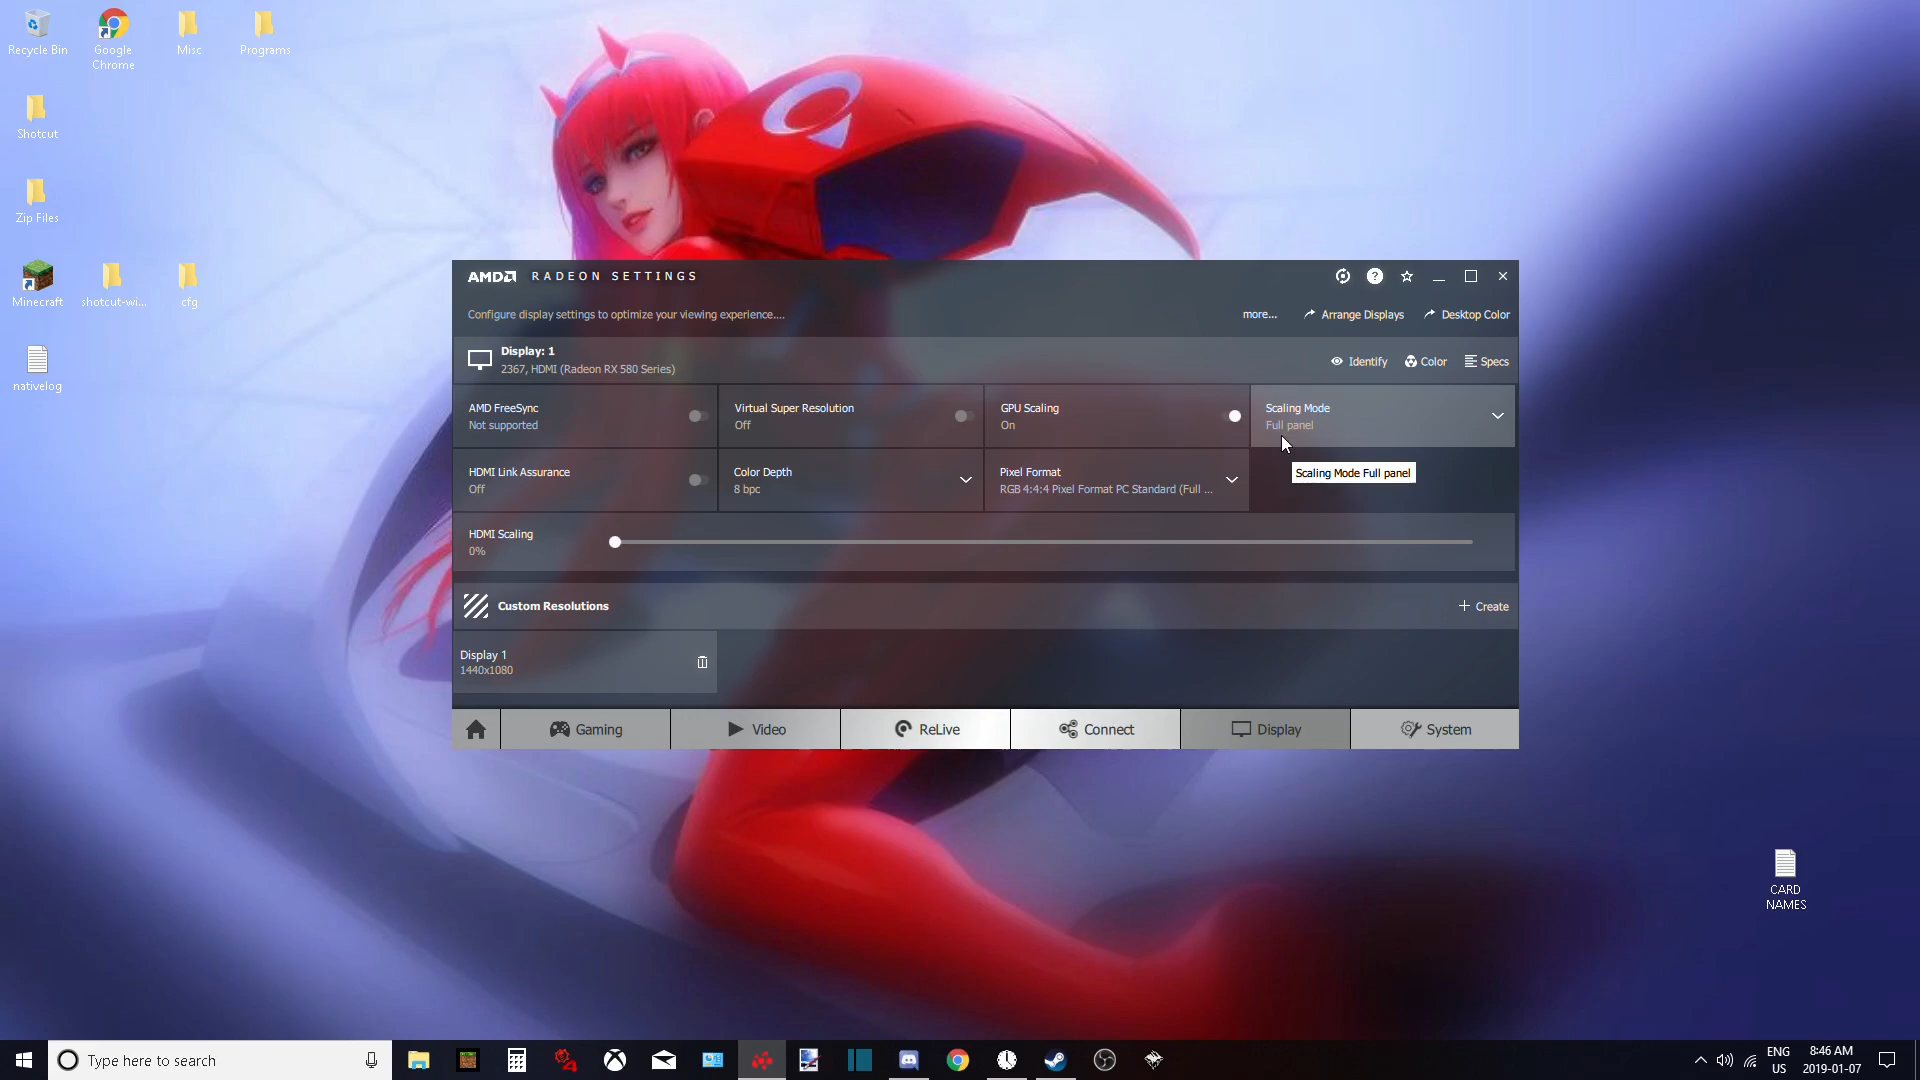 Recycle Bin
Google
Chrome
Misc
Programs
Shotcut
Zip Files
Minecraft
shotcut-wi...
cfg
nativelog
AMD RADEON SETTINGS
Configure display settings to optimize your viewing experience....
more...
Arrange Displays
Desktop Color
Display: 1
2367, HDMI (Radeon RX 580 Series)
Identify
Color
Specs
AMD FreeSync
Not supported
Virtual Super Resolution
Off
GPU Scaling
On
Scaling Mode
Full panel
HDMI Link Assurance
Off
Color Depth
8 bpc
Pixel Format
RGB 4:4:4 Pixel Format PC Standard (Full ...
Scaling Mode Full panel
HDMI Scaling
0%
Custom Resolutions
Create
Display 1
1440x1080
Gaming
Video
ReLive
Connect
Display
System
CARD
NAMES
Type here to search
ENG
US
8:46 AM
2019-01-07